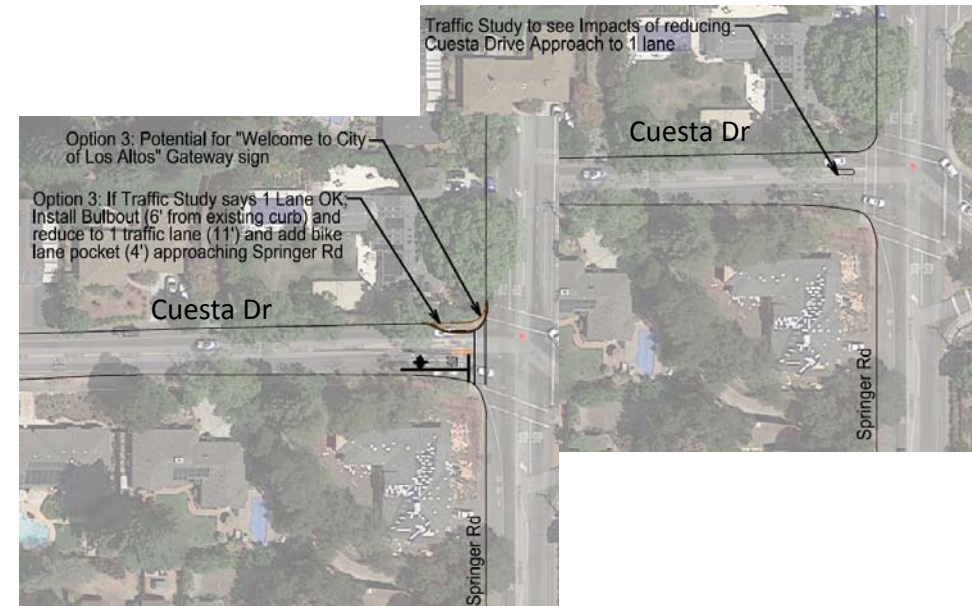 Traffic Study to see Impacts of reducing
Cuesta Drive Approach to 1 lane
Cuesta Dr
Springer Rd
Option 3: Potential for "Welcome to City
of Los Altos" Gateway sign
Option 3: If Traffic Study says 1 Lane OK,
Install Bulbout (6' from existing curb) and
reduce to 1 traffic lane (11') and add bike
lane pocket (4') approaching Springer Rd
Cuesta Dr
Springer Rd